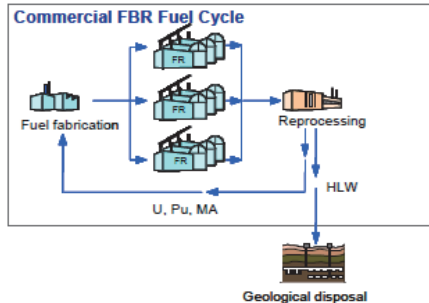 Commercial FBR Fuel Cycle
FR
FR
FR
Fuel fabrication
Reprocessing
HLW
U, Pu, MA
Geological disposal